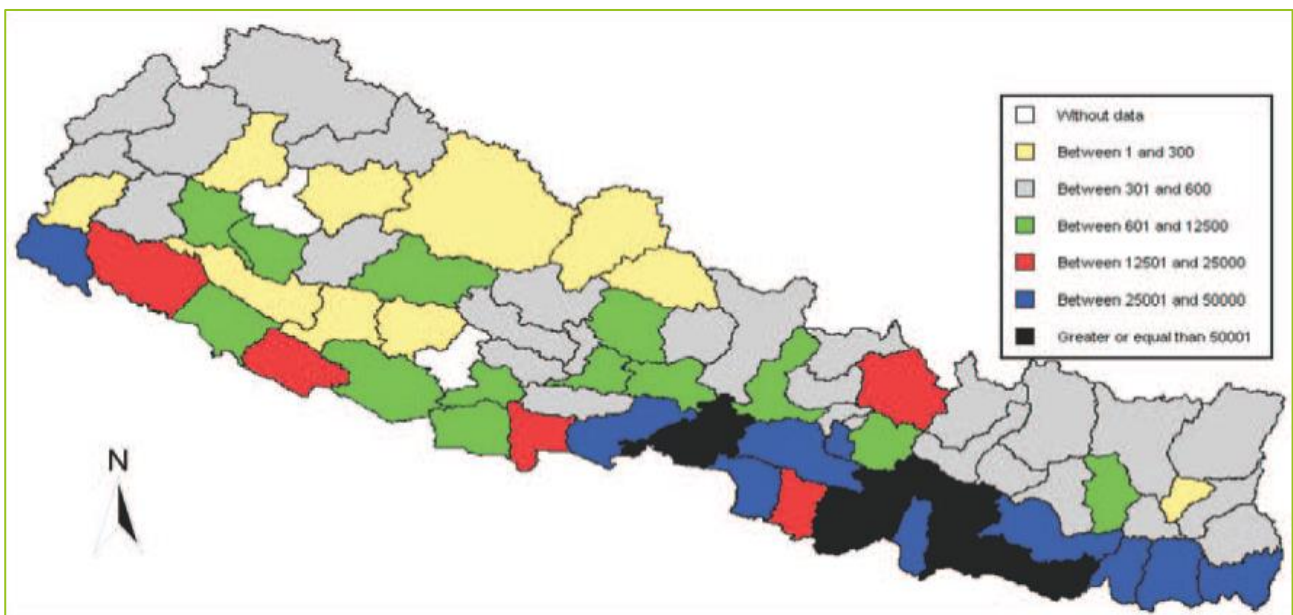 Without data
Between 1 and 300
Between 301 and 600
Between 601 and 12500
Between 12501 and 25000
Between 25001 and 50000
Greater or equal than 50001
N